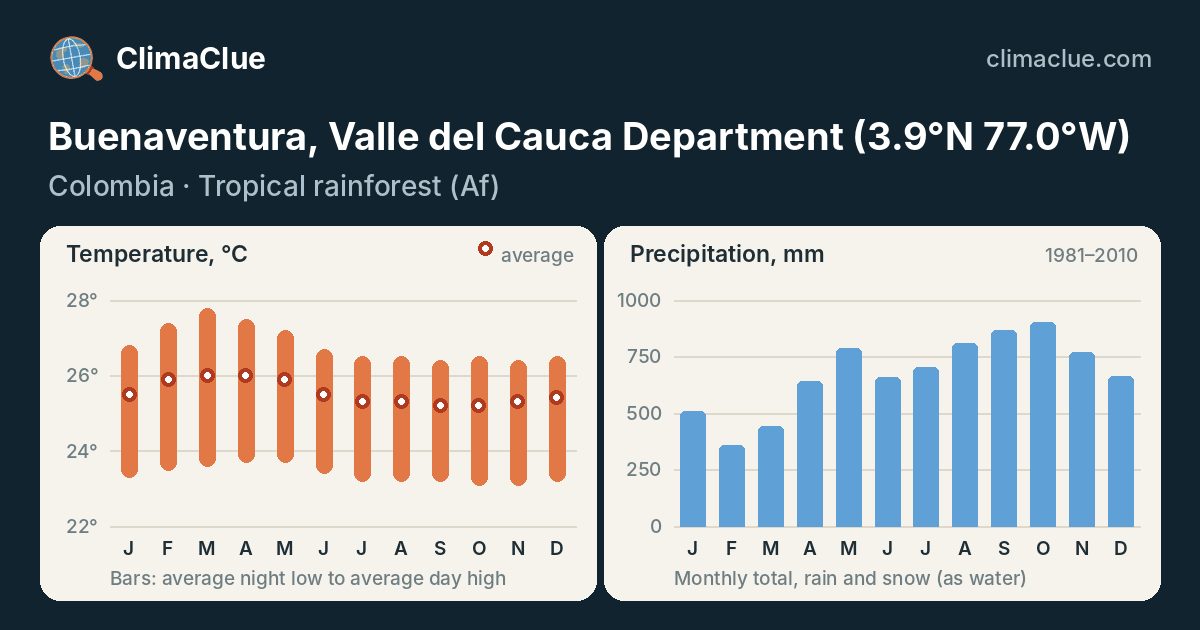 ClimaClue
climaclue.com
Buenaventura, Valle del Cauca Department (3.9°N 77.0°W)
Colombia · Tropical rainforest (Af)
Temperature, °C
average
28°
26°
24°
22°
J F M A M J J A S O N D
Bars: average night low to average day high
Precipitation, mm
1981–2010
1000
750
500
250
0
J F M A M J J A S O N D
Monthly total, rain and snow (as water)